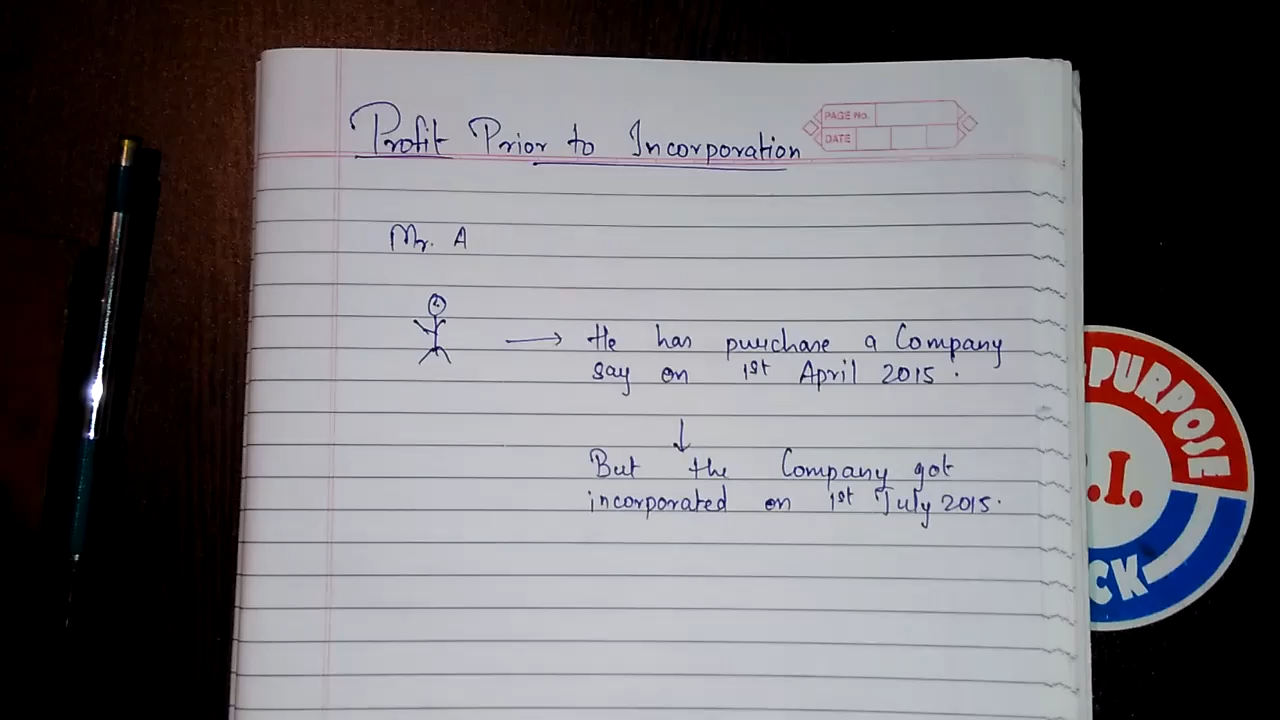 Profit Prior to Incorporation
PAGE No.
DATE
Mr. A
He has purchase a Company
say on 1st April 2015.
But the Company got
incorporated on 1st July 2015.
PURPOSE
.I.
CK